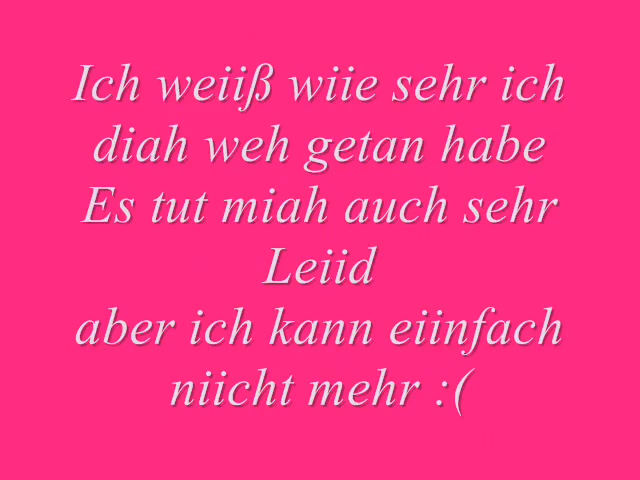 Ich weiiß wiie sehr ich
diah weh getan habe
Es tut miah auch sehr
Leiid
aber ich kann eiinfach
niicht mehr :(